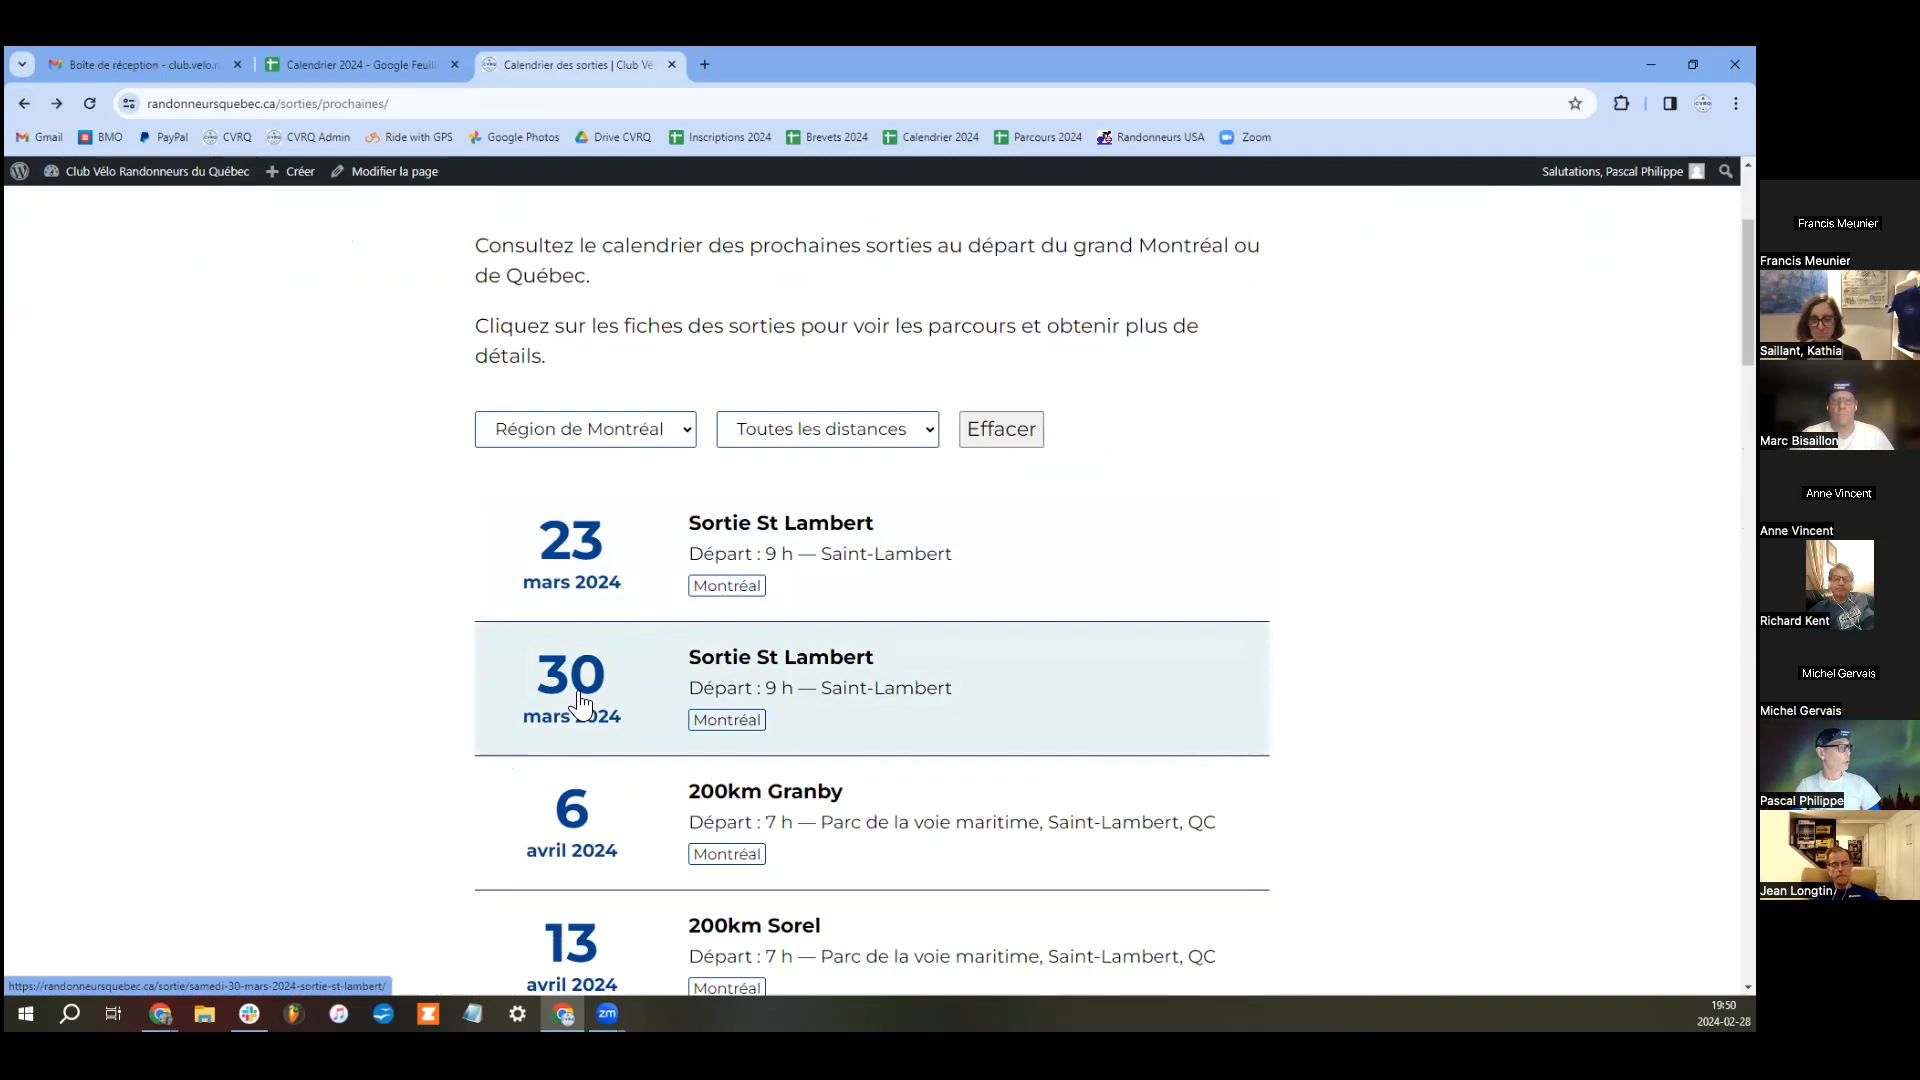 Boîte de réception - club.velo.r
Calendrier 2024 - Google Feuill
Calendrier des sorties | Club Vé
randonneursquebec.ca/sorties/prochaines/
Gmail
BMO
PayPal
CVRQ
CVRQ Admin
Ride with GPS
Google Photos
Drive CVRQ
Inscriptions 2024
Brevets 2024
Calendrier 2024
Parcours 2024
Randonneurs USA
Zoom
Club Vélo Randonneurs du Québec
Créer
Modifier la page
Salutations, Pascal Philippe
Consultez le calendrier des prochaines sorties au départ du grand Montréal ou
de Québec.
Cliquez sur les fiches des sorties pour voir les parcours et obtenir plus de
détails.
Région de Montréal
Toutes les distances
Effacer
23
mars 2024
Sortie St Lambert
Départ : 9 h — Saint-Lambert
Montréal
30
mars 2024
Sortie St Lambert
Départ : 9 h — Saint-Lambert
Montréal
6
avril 2024
200km Granby
Départ : 7 h — Parc de la voie maritime, Saint-Lambert, QC
Montréal
13
avril 2024
200km Sorel
Départ : 7 h — Parc de la voie maritime, Saint-Lambert, QC
Montréal
https://randonneursquebec.ca/sortie/samedi-30-mars-2024-sortie-st-lambert/
zm
19:50
2024-02-28
Francis Meunier
Francis Meunier
Saillant, Kathia
Marc Bisaillon
Anne Vincent
Anne Vincent
Richard Kent
Michel Gervais
Michel Gervais
Pascal Philippe
Jean Longtin